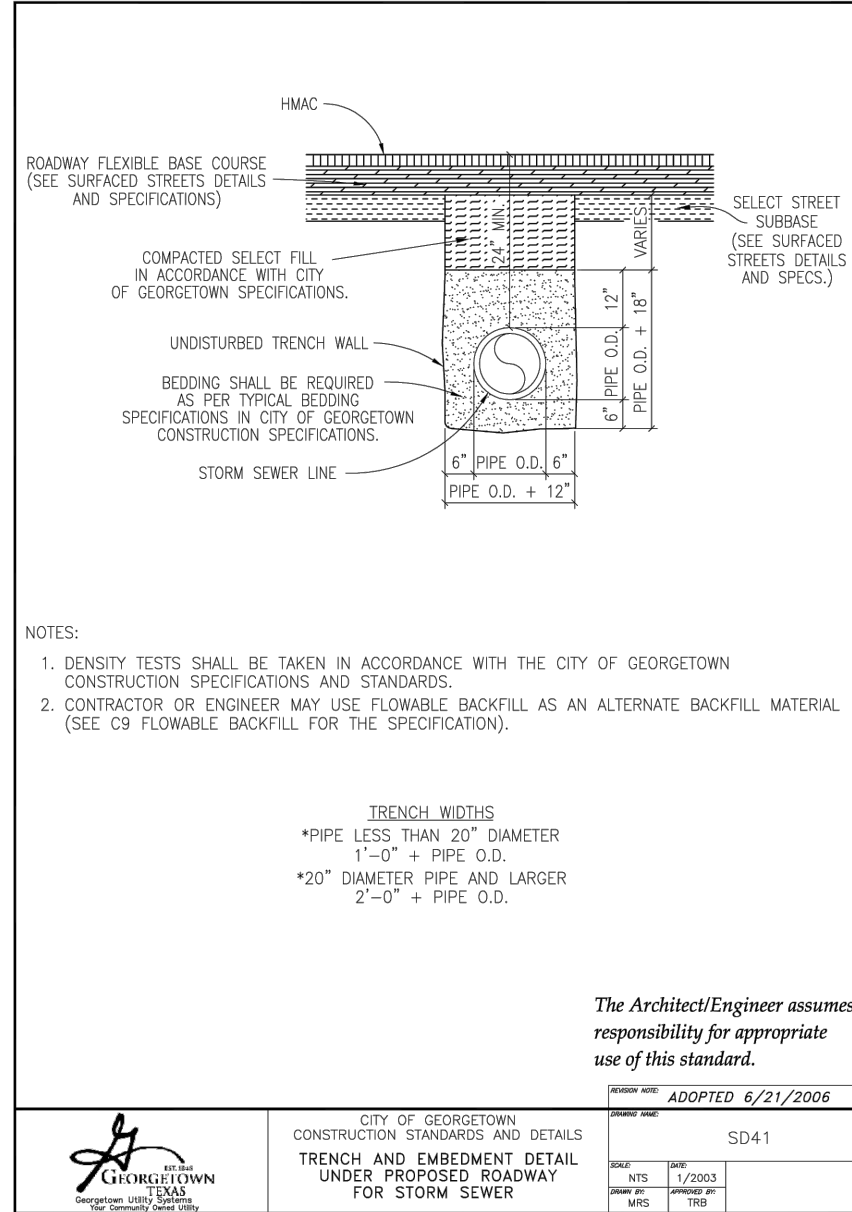 HMAC
ROADWAY FLEXIBLE BASE COURSE
(SEE SURFACED STREETS DETAILS
AND SPECIFICATIONS)
SELECT STREET
SUBBASE
(SEE SURFACED
STREETS DETAILS
AND SPECS.)
24" MIN.
VARIES
COMPACTED SELECT FILL
IN ACCORDANCE WITH CITY
OF GEORGETOWN SPECIFICATIONS.
12"
PIPE O.D.
6"
PIPE O.D. + 18"
UNDISTURBED TRENCH WALL
BEDDING SHALL BE REQUIRED
AS PER TYPICAL BEDDING
SPECIFICATIONS IN CITY OF GEORGETOWN
CONSTRUCTION SPECIFICATIONS.
STORM SEWER LINE
6" PIPE O.D. 6"
PIPE O.D. + 12"
NOTES:
1. DENSITY TESTS SHALL BE TAKEN IN ACCORDANCE WITH THE CITY OF GEORGETOWN
CONSTRUCTION SPECIFICATIONS AND STANDARDS.
2. CONTRACTOR OR ENGINEER MAY USE FLOWABLE BACKFILL AS AN ALTERNATE BACKFILL MATERIAL
(SEE C9 FLOWABLE BACKFILL FOR THE SPECIFICATION).
TRENCH WIDTHS
*PIPE LESS THAN 20" DIAMETER
1'-0" + PIPE O.D.
*20" DIAMETER PIPE AND LARGER
2'-0" + PIPE O.D.
The Architect/Engineer assumes
responsibility for appropriate
use of this standard.
REVISION NOTE: ADOPTED 6/21/2006
G
EST. 1848
GEORGETOWN
TEXAS
Georgetown Utility Systems
Your Community Owned Utility
CITY OF GEORGETOWN
CONSTRUCTION STANDARDS AND DETAILS
TRENCH AND EMBEDMENT DETAIL
UNDER PROPOSED ROADWAY
FOR STORM SEWER
DRAWING NAME:
SD41
SCALE: NTS
DATE: 1/2003
DRAWN BY: MRS
APPROVED BY: TRB